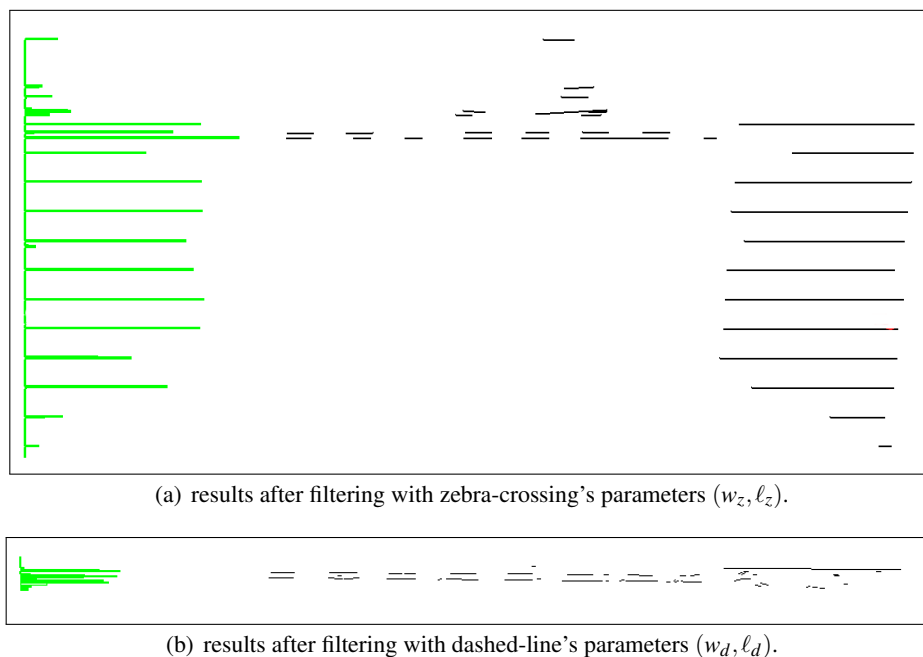 (a) results after filtering with zebra-crossing's parameters (w_z, ℓ_z).
(b) results after filtering with dashed-line's parameters (w_d, ℓ_d).